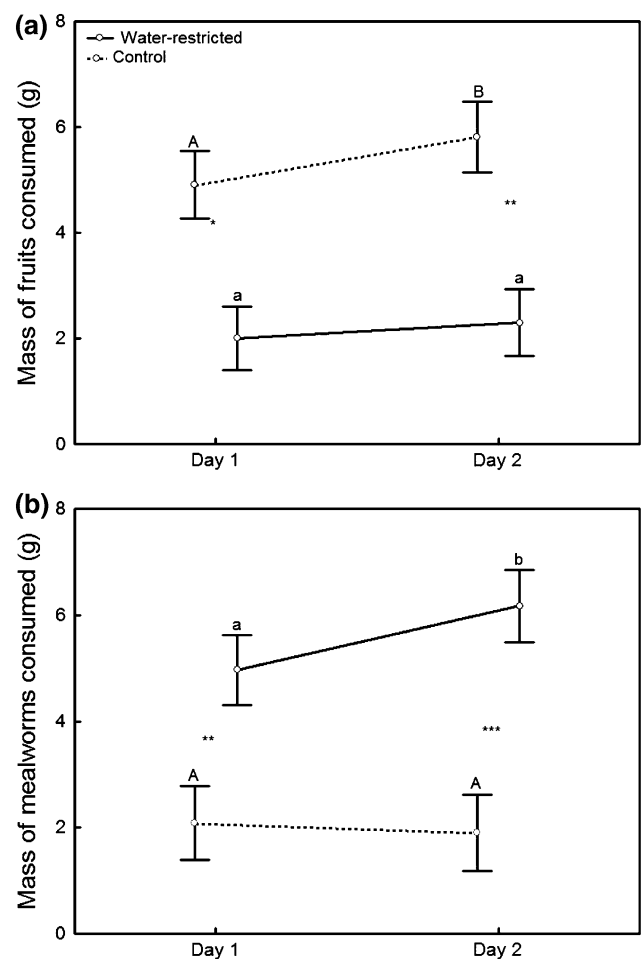 (a)
Water-restricted
Control
Mass of fruits consumed (g)
8
6
4
2
0
A
B
*
**
a
a
Day 1
Day 2
(b)
Mass of mealworms consumed (g)
8
6
4
2
0
a
b
**
***
A
A
Day 1
Day 2